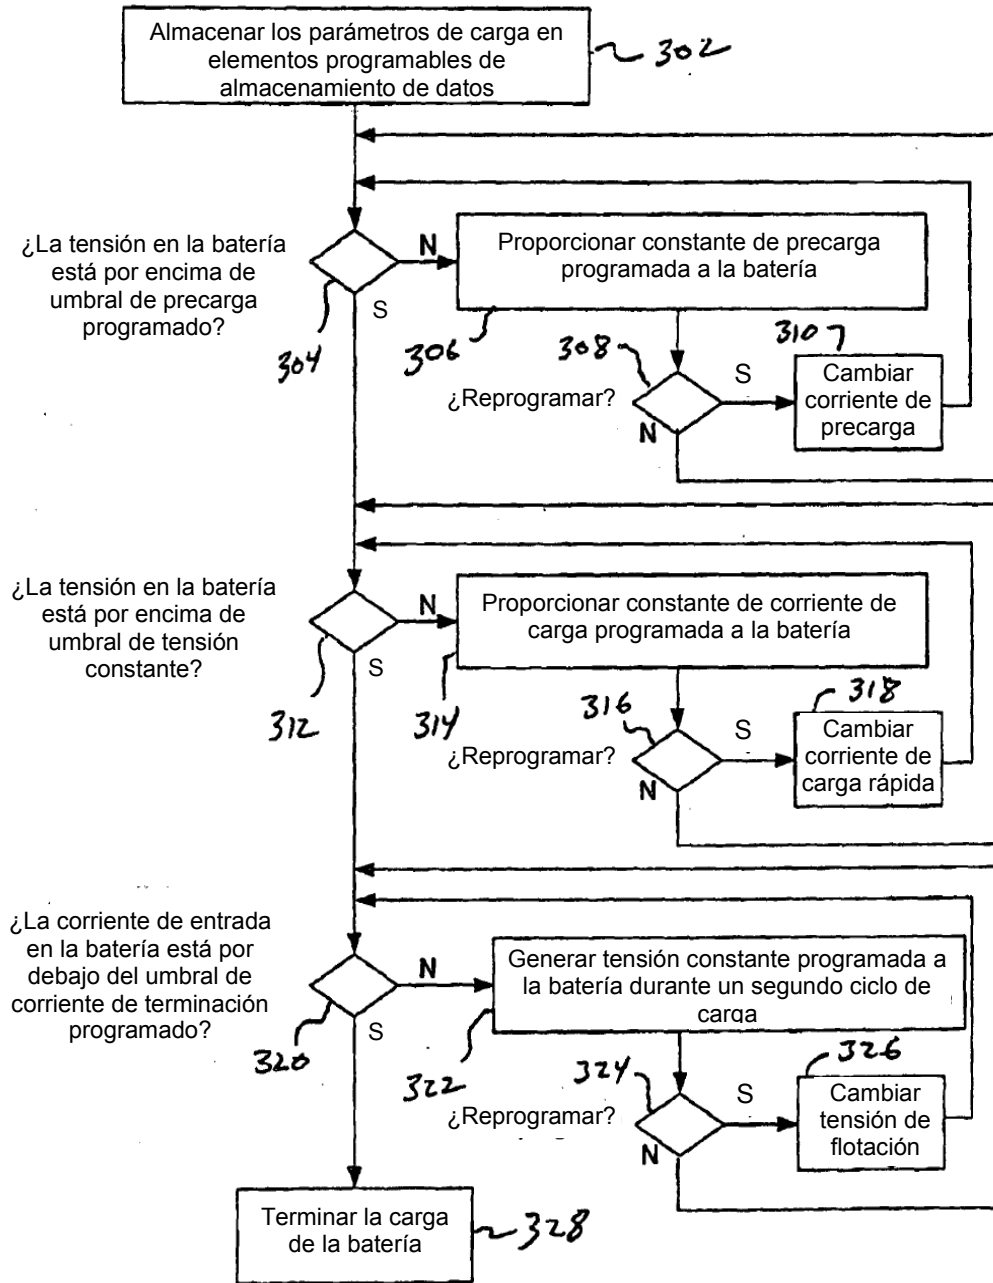 Almacenar los parámetros de carga en
elementos programables de
almacenamiento de datos
302
¿La tensión en la batería
está por encima de
umbral de precarga
programado?
N
S
304
Proporcionar constante de precarga
programada a la batería
306
308
310
¿Reprogramar?
S
N
Cambiar
corriente de
precarga
¿La tensión en la batería
está por encima de
umbral de tensión
constante?
N
S
312
Proporcionar constante de corriente de
carga programada a la batería
314
316
318
¿Reprogramar?
S
N
Cambiar
corriente de
carga rápida
¿La corriente de entrada
en la batería está por
debajo del umbral de
corriente de terminación
programado?
N
S
320
Generar tensión constante programada a
la batería durante un segundo ciclo de
carga
322
324
326
¿Reprogramar?
S
N
Cambiar
tensión de
flotación
Terminar la carga
de la batería
328